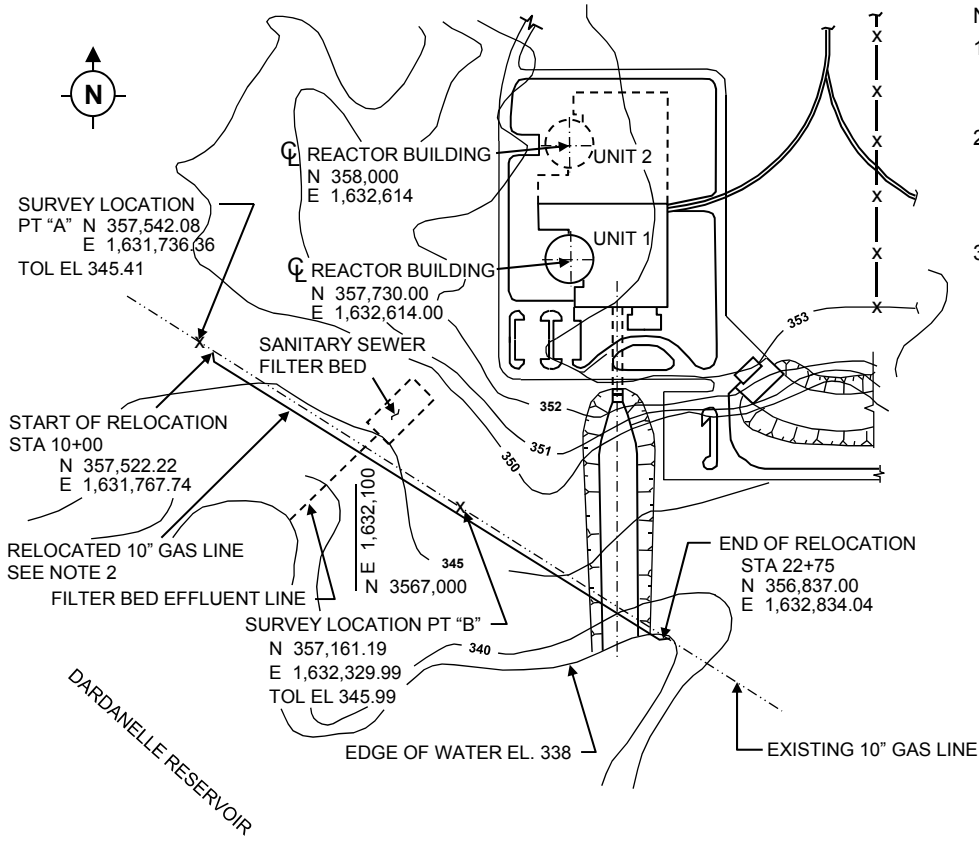 N
N
1
2
3
℄ REACTOR BUILDING
N 358,000
E 1,632,614
UNIT 2
SURVEY LOCATION
PT “A” N 357,542.08
E 1,631,736.36
TOL EL 345.41
UNIT 1
℄ REACTOR BUILDING
N 357,730.00
E 1,632,614.00
X
X
X
X
X
X
353
SANITARY SEWER
FILTER BED
X
352
351
350
START OF RELOCATION
STA 10+00
N 357,522.22
E 1,631,767.74
E 1,632,100
N 3567,000
X
345
RELOCATED 10” GAS LINE
SEE NOTE 2
FILTER BED EFFLUENT LINE
END OF RELOCATION
STA 22+75
N 356,837.00
E 1,632,834.04
SURVEY LOCATION PT “B”
N 357,161.19
E 1,632,329.99
TOL EL 345.99
340
DARDANELLE RESERVOIR
EDGE OF WATER EL. 338
EXISTING 10” GAS LINE